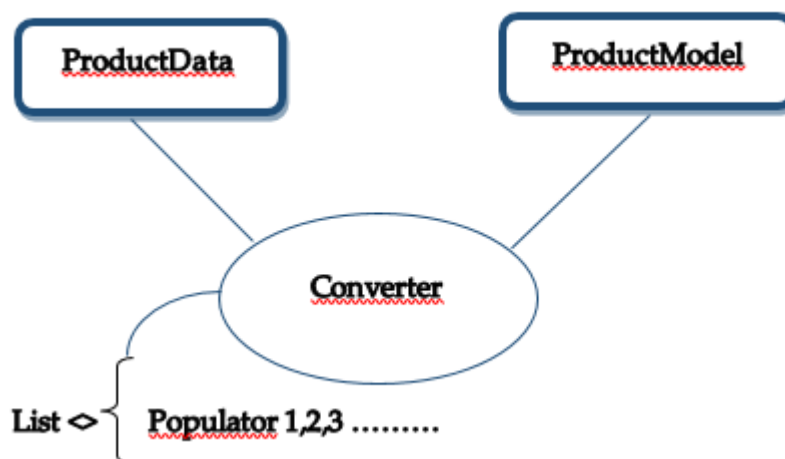 ProductData
ProductModel
Converter
List <> Populator 1,2,3 .........